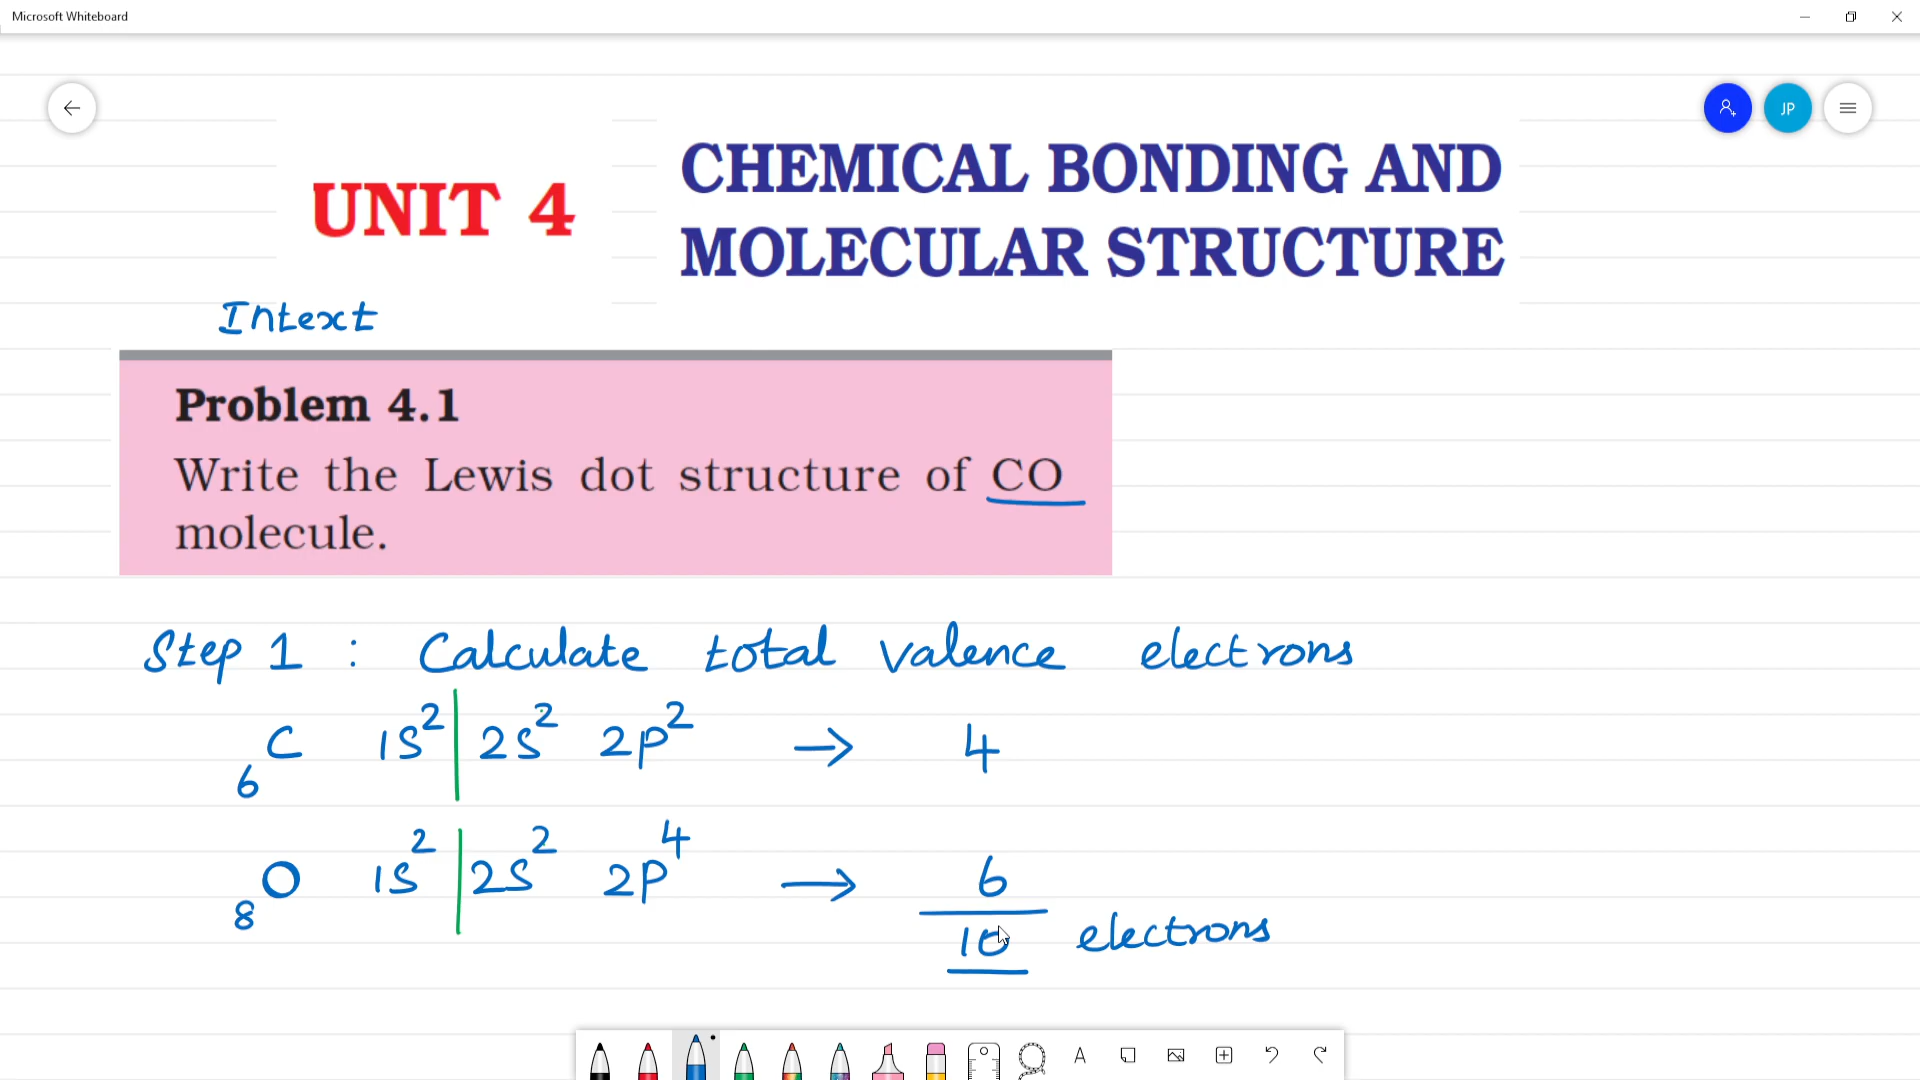 Microsoft Whiteboard
JP
UNIT 4
CHEMICAL BONDING AND
MOLECULAR STRUCTURE
Intext
Problem 4.1
Write the Lewis dot structure of CO
molecule.
Step 1 : Calculate total valence electrons
₆C 1s² | 2s² 2p² → 4
₈O 1s² | 2s² 2p⁴ → 6
10 electrons
A